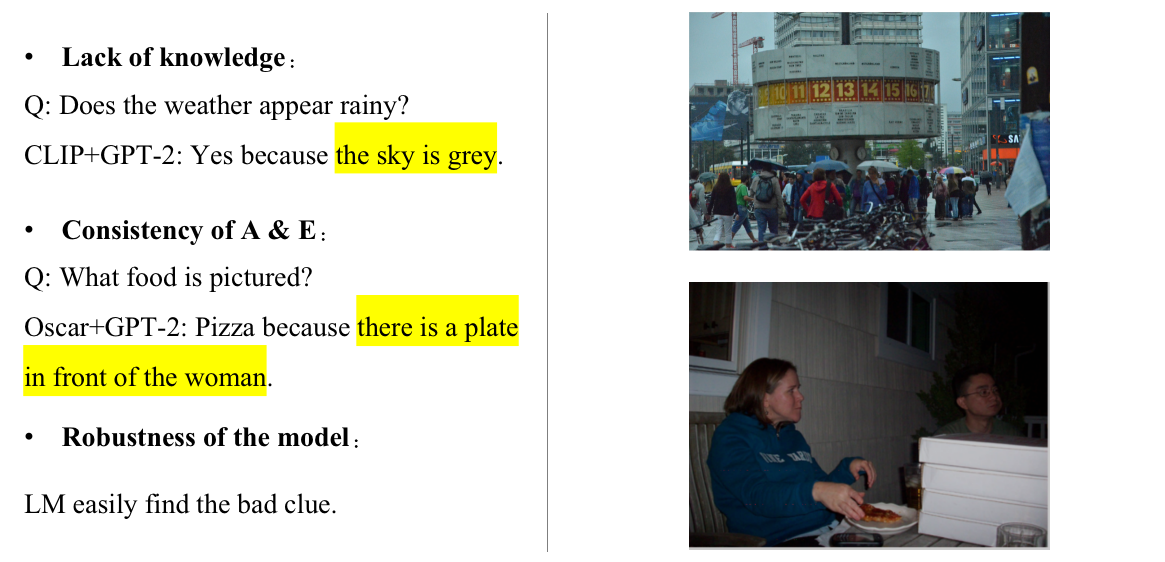 • Lack of knowledge：
Q: Does the weather appear rainy?
CLIP+GPT-2: Yes because the sky is grey.
• Consistency of A & E：
Q: What food is pictured?
Oscar+GPT-2: Pizza because there is a plate
in front of the woman.
• Robustness of the model：
LM easily find the bad clue.
10 11 12 13 14 15 16 17
SA